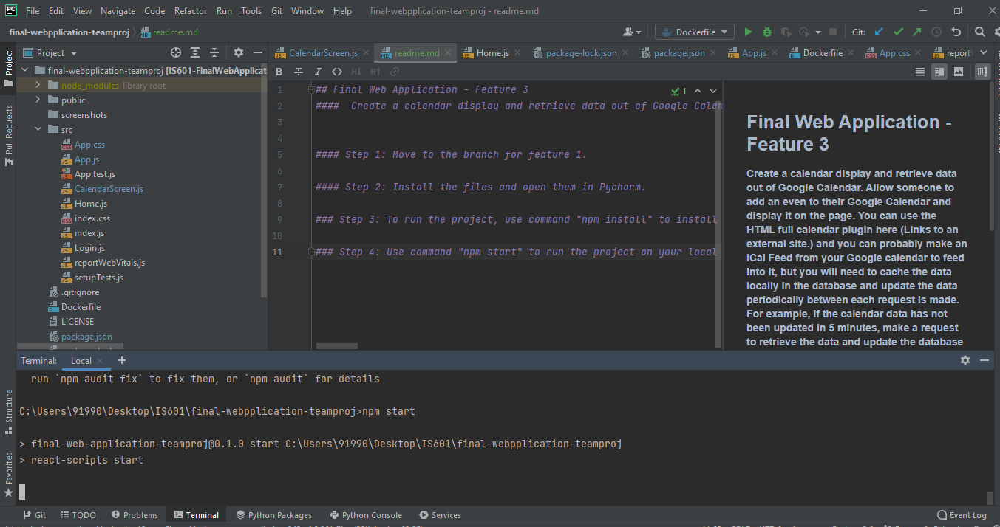 PC File Edit View Navigate Code Refactor Run Tools Git Window Help final-webpplication-teamproj - readme.md
final-webpplication-teamproj readme.md Dockerfile Git:
Project CalendarScreen.js readme.md Home.js package-lock.json package.json App.js Dockerfile App.css report
Project
Pull Requests
Structure
Favorites
final-webpplication-teamproj [IS601-FinalWebApplicat
node_modules library root
public
screenshots
src
App.css
App.js
App.test.js
CalendarScreen.js
Home.js
index.css
index.js
Login.js
reportWebVitals.js
setupTests.js
.gitignore
Dockerfile
LICENSE
package.json
B I H↓ H↑
1 ## Final Web Application - Feature 3
2 #### Create a calendar display and retrieve data out of Google Calen
3
4
5 #### Step 1: Move to the branch for feature 1.
6
7 #### Step 2: Install the files and open them in Pycharm.
8
9 ### Step 3: To run the project, use command "npm install" to install
10
11 ### Step 4: Use command "npm start" to run the project on your local
1
Final Web Application -
Feature 3
Create a calendar display and retrieve data
out of Google Calendar. Allow someone to
add an even to their Google Calendar and
display it on the page. You can use the
HTML full calendar plugin here (Links to an
external site.) and you can probably make an
iCal Feed from your Google calendar to feed
into it, but you will need to cache the data
locally in the database and update the data
periodically between each request is made.
For example, if the calendar data has not
been updated in 5 minutes, make a request
to retrieve the data and update the database
Terminal: Local
run `npm audit fix` to fix them, or `npm audit` for details
C:\Users\91990\Desktop\IS601\final-webpplication-teamproj>npm start
> final-web-application-teamproj@0.1.0 start C:\Users\91990\Desktop\IS601\final-webpplication-teamproj
> react-scripts start
Git TODO Problems Terminal Python Packages Python Console Services Event Log